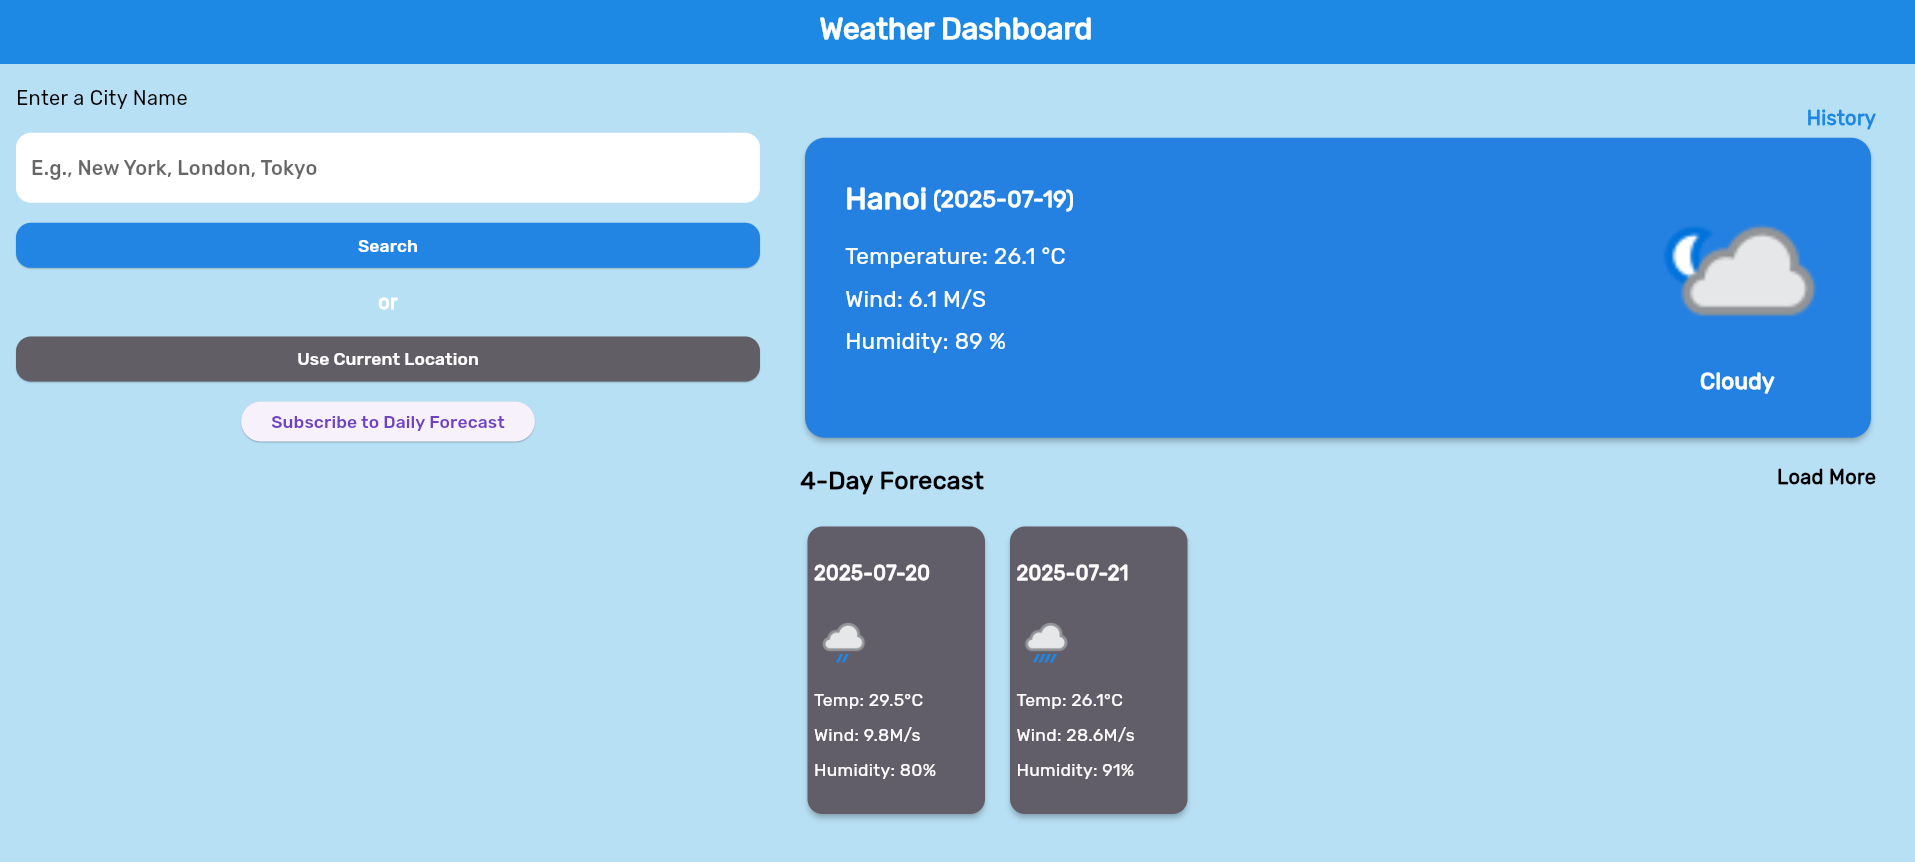 Weather Dashboard
Enter a City Name
E.g., New York, London, Tokyo
Search
or
Use Current Location
Subscribe to Daily Forecast
History
Hanoi (2025-07-19)
Temperature: 26.1 °C
Wind: 6.1 M/S
Humidity: 89 %
Cloudy
4-Day Forecast
Load More
2025-07-20
Temp: 29.5°C
Wind: 9.8M/s
Humidity: 80%
2025-07-21
Temp: 26.1°C
Wind: 28.6M/s
Humidity: 91%